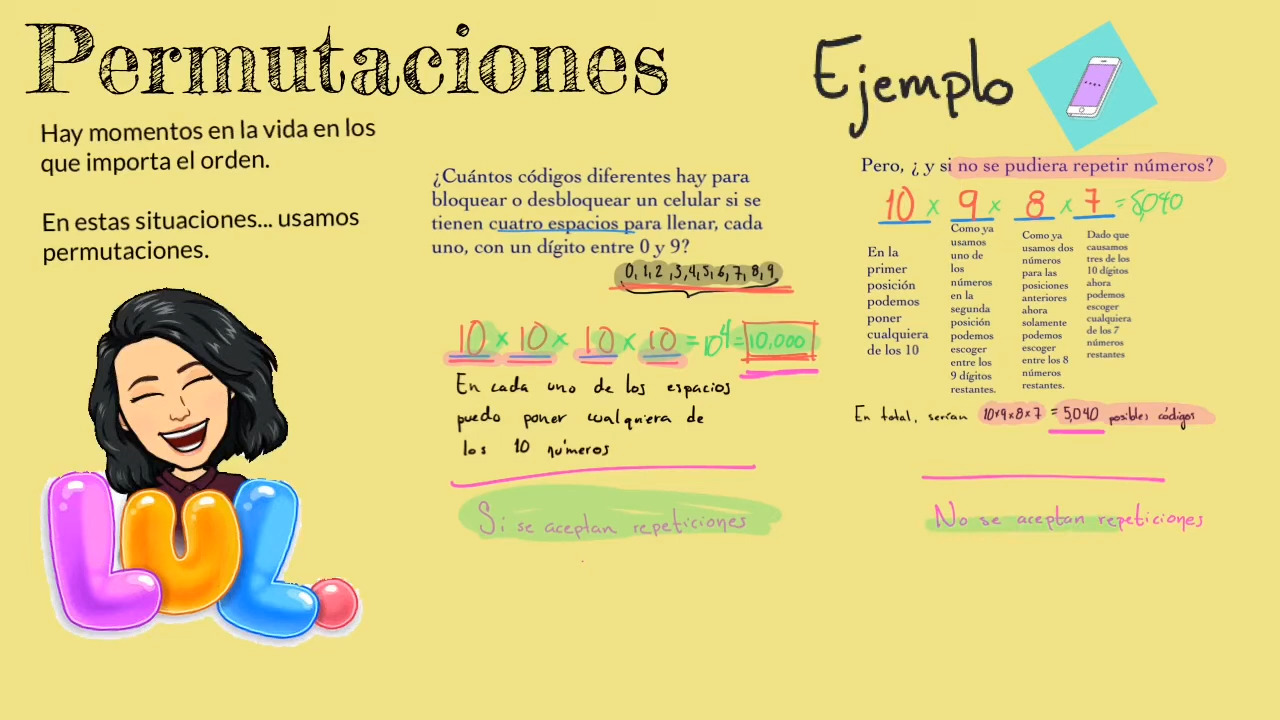 Permutaciones
Hay momentos en la vida en los
que importa el orden.
En estas situaciones... usamos
permutaciones.
LUL.
Ejemplo
¿Cuántos códigos diferentes hay para
bloquear o desbloquear un celular si se
tienen cuatro espacios para llenar, cada
uno, con un dígito entre 0 y 9?
0, 1, 2, 3, 4, 5, 6, 7, 8, 9
10 × 10 × 10 × 10 = 10⁴ = 10,000
En cada uno de los espacios
puedo poner cualquiera de
los 10 números
Si se aceptan repeticiones
Pero, ¿ y si no se pudiera repetir números?
10 × 9 × 8 × 7 = 5,040
En la
primer
posición
podemos
poner
cualquiera
de los 10
Como ya
usamos
uno de
los
números
en la
segunda
posición
podemos
escoger
entre los
9 dígitos
restantes.
Como ya
usamos dos
números
para las
posiciones
anteriores
ahora
solamente
podemos
escoger
entre los 8
números
restantes.
Dado que
causamos
tres de los
10 dígitos
ahora
podemos
escoger
cualquiera
de los 7
números
restantes
En total, serían 10×9×8×7 = 5,040 posibles códigos
No se aceptan repeticiones